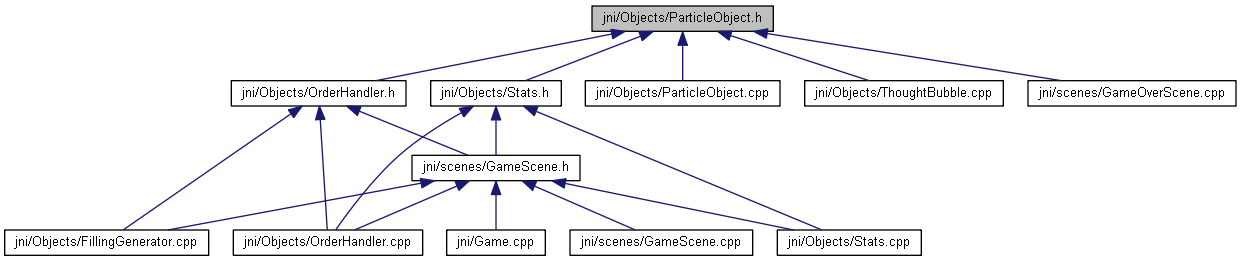 jni/Objects/ParticleObject.h
jni/Objects/OrderHandler.h
jni/Objects/Stats.h
jni/Objects/ParticleObject.cpp
jni/Objects/ThoughtBubble.cpp
jni/scenes/GameOverScene.cpp
jni/scenes/GameScene.h
jni/Objects/FillingGenerator.cpp
jni/Objects/OrderHandler.cpp
jni/Game.cpp
jni/scenes/GameScene.cpp
jni/Objects/Stats.cpp